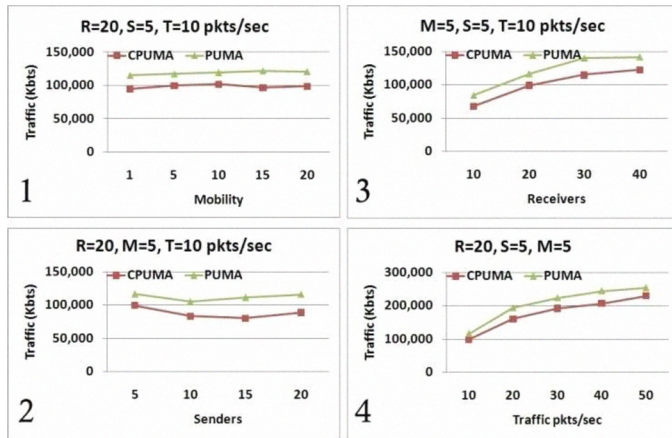 R=20, S=5, T=10 pkts/sec
150,000
CPUMA PUMA
100,000
50,000
0
Traffic (Kbts)
1 5 10 15 20
Mobility
1
M=5, S=5, T=10 pkts/sec
150,000
CPUMA PUMA
100,000
50,000
0
Traffic (Kbts)
10 20 30 40
Receivers
3
R=20, M=5, T=10 pkts/sec
150,000
CPUMA PUMA
100,000
50,000
0
Traffic (Kbts)
5 10 15 20
Senders
2
R=20, S=5, M=5
300,000
CPUMA PUMA
200,000
100,000
0
Traffic (Kbts)
10 20 30 40 50
Traffic pkts/sec
4